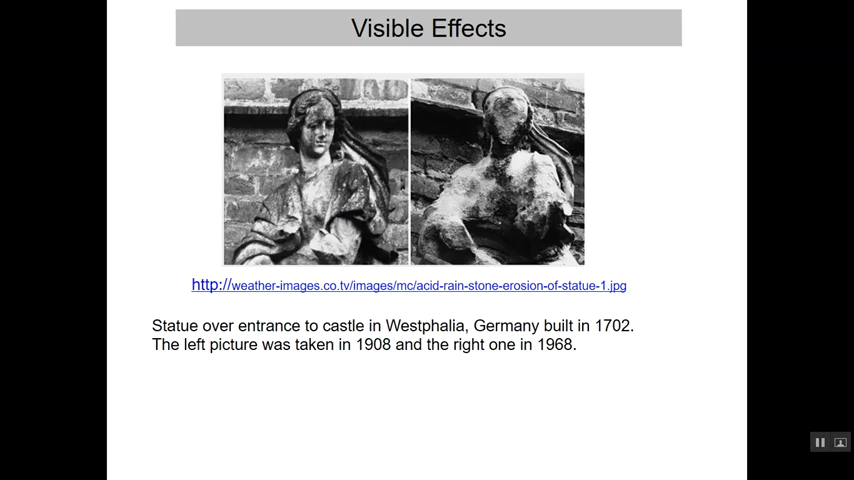 Visible Effects
http://weather-images.co.tv/images/mc/acid-rain-stone-erosion-of-statue-1.jpg
Statue over entrance to castle in Westphalia, Germany built in 1702.
The left picture was taken in 1908 and the right one in 1968.